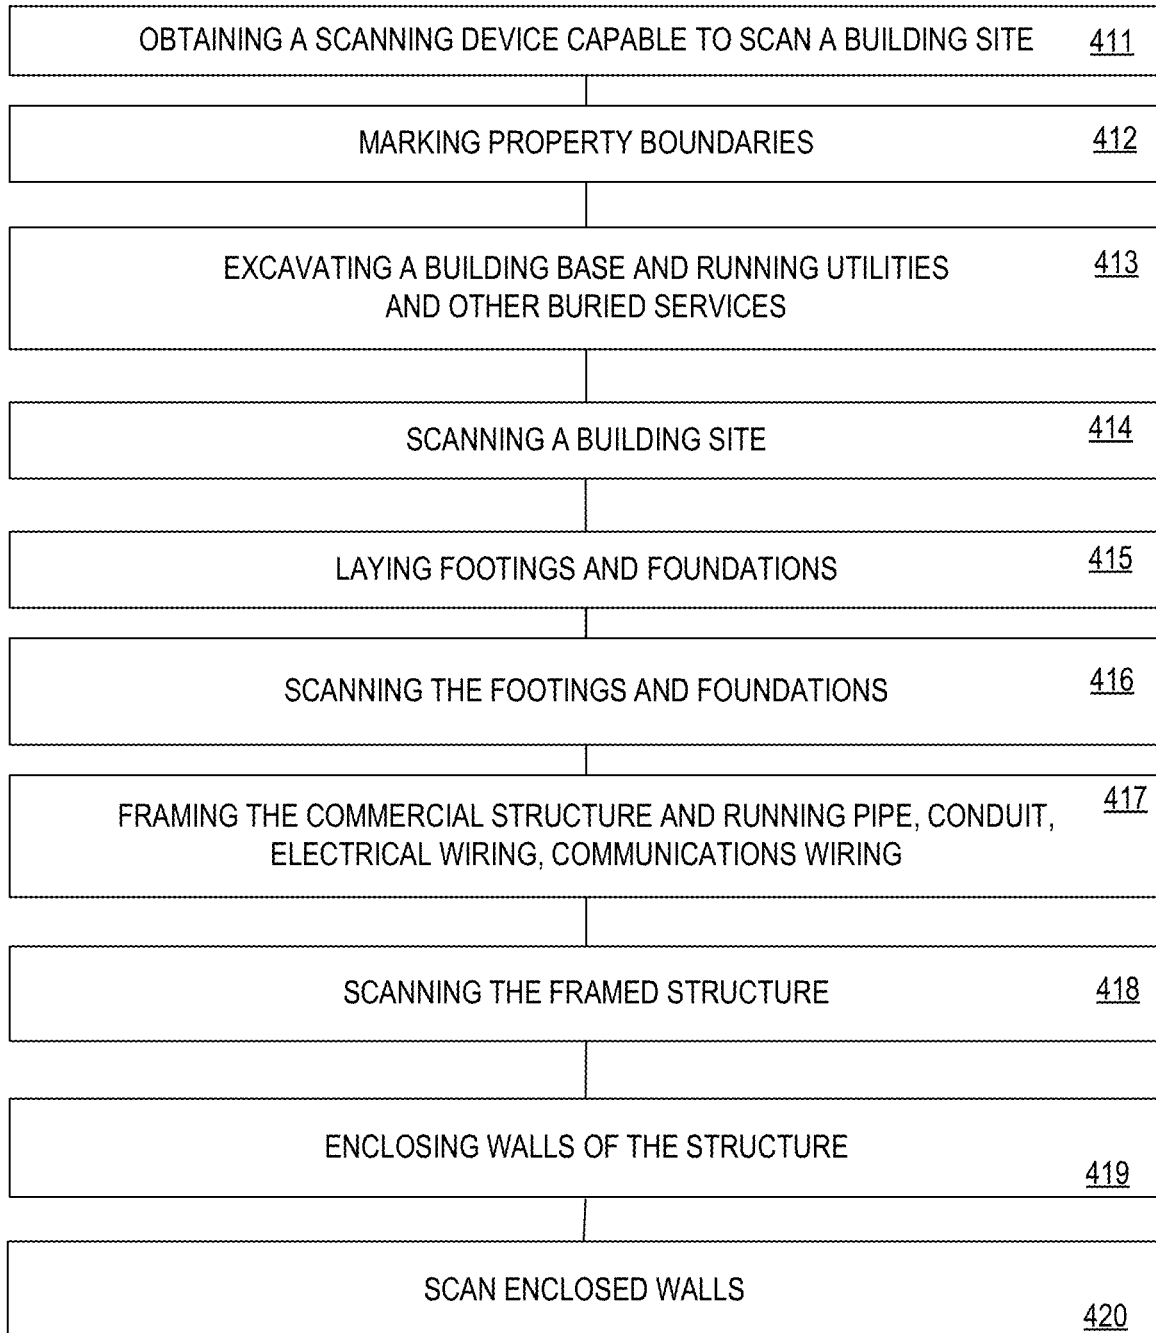 OBTAINING A SCANNING DEVICE CAPABLE TO SCAN A BUILDING SITE 411
MARKING PROPERTY BOUNDARIES 412
EXCAVATING A BUILDING BASE AND RUNNING UTILITIES 413
AND OTHER BURIED SERVICES
SCANNING A BUILDING SITE 414
LAYING FOOTINGS AND FOUNDATIONS 415
SCANNING THE FOOTINGS AND FOUNDATIONS 416
FRAMING THE COMMERCIAL STRUCTURE AND RUNNING PIPE, CONDUIT, 417
ELECTRICAL WIRING, COMMUNICATIONS WIRING
SCANNING THE FRAMED STRUCTURE 418
ENCLOSING WALLS OF THE STRUCTURE 419
SCAN ENCLOSED WALLS 420